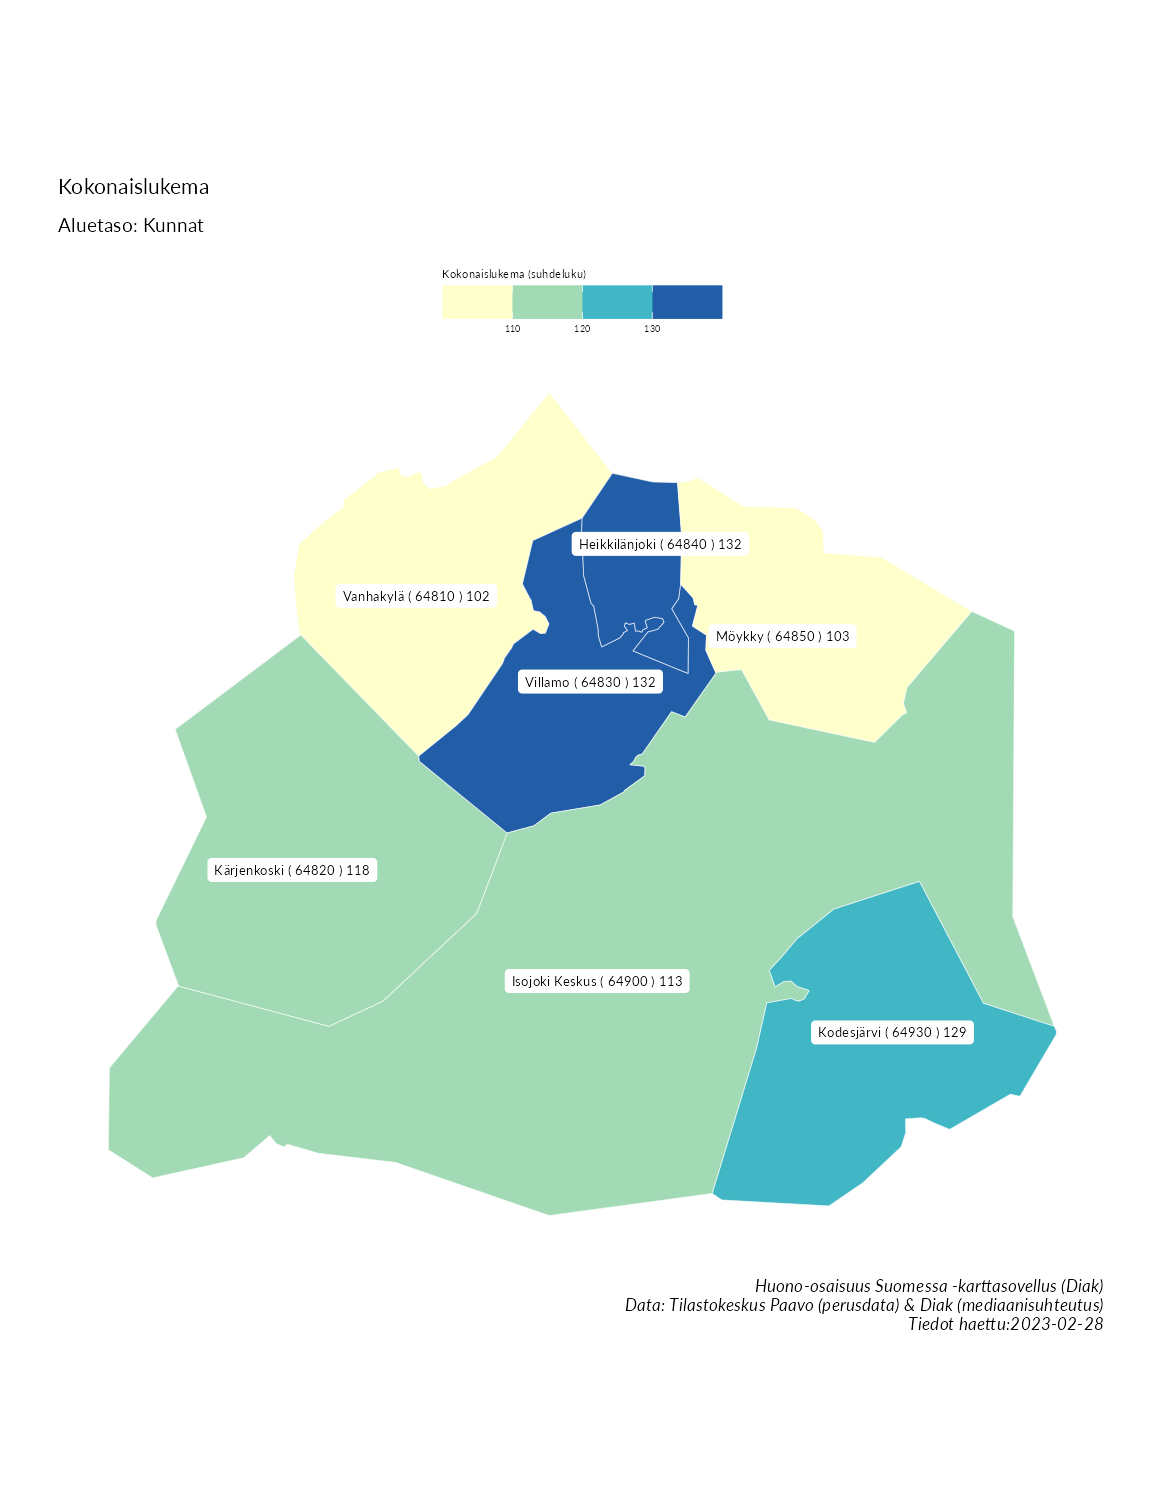 Kokonaislukema
Aluetaso: Kunnat
Kokonaislukema (suhdeluku)
110 120 130
Heikkilänjoki ( 64840 ) 132
Vanhakylä ( 64810 ) 102
Möykky ( 64850 ) 103
Villamo ( 64830 ) 132
Kärjenkoski ( 64820 ) 118
Isojoki Keskus ( 64900 ) 113
Kodesjärvi ( 64930 ) 129
Huono-osaisuus Suomessa -karttasovellus (Diak)
Data: Tilastokeskus Paavo (perusdata) & Diak (mediaanisuhteutus)
Tiedot haettu:2023-02-28